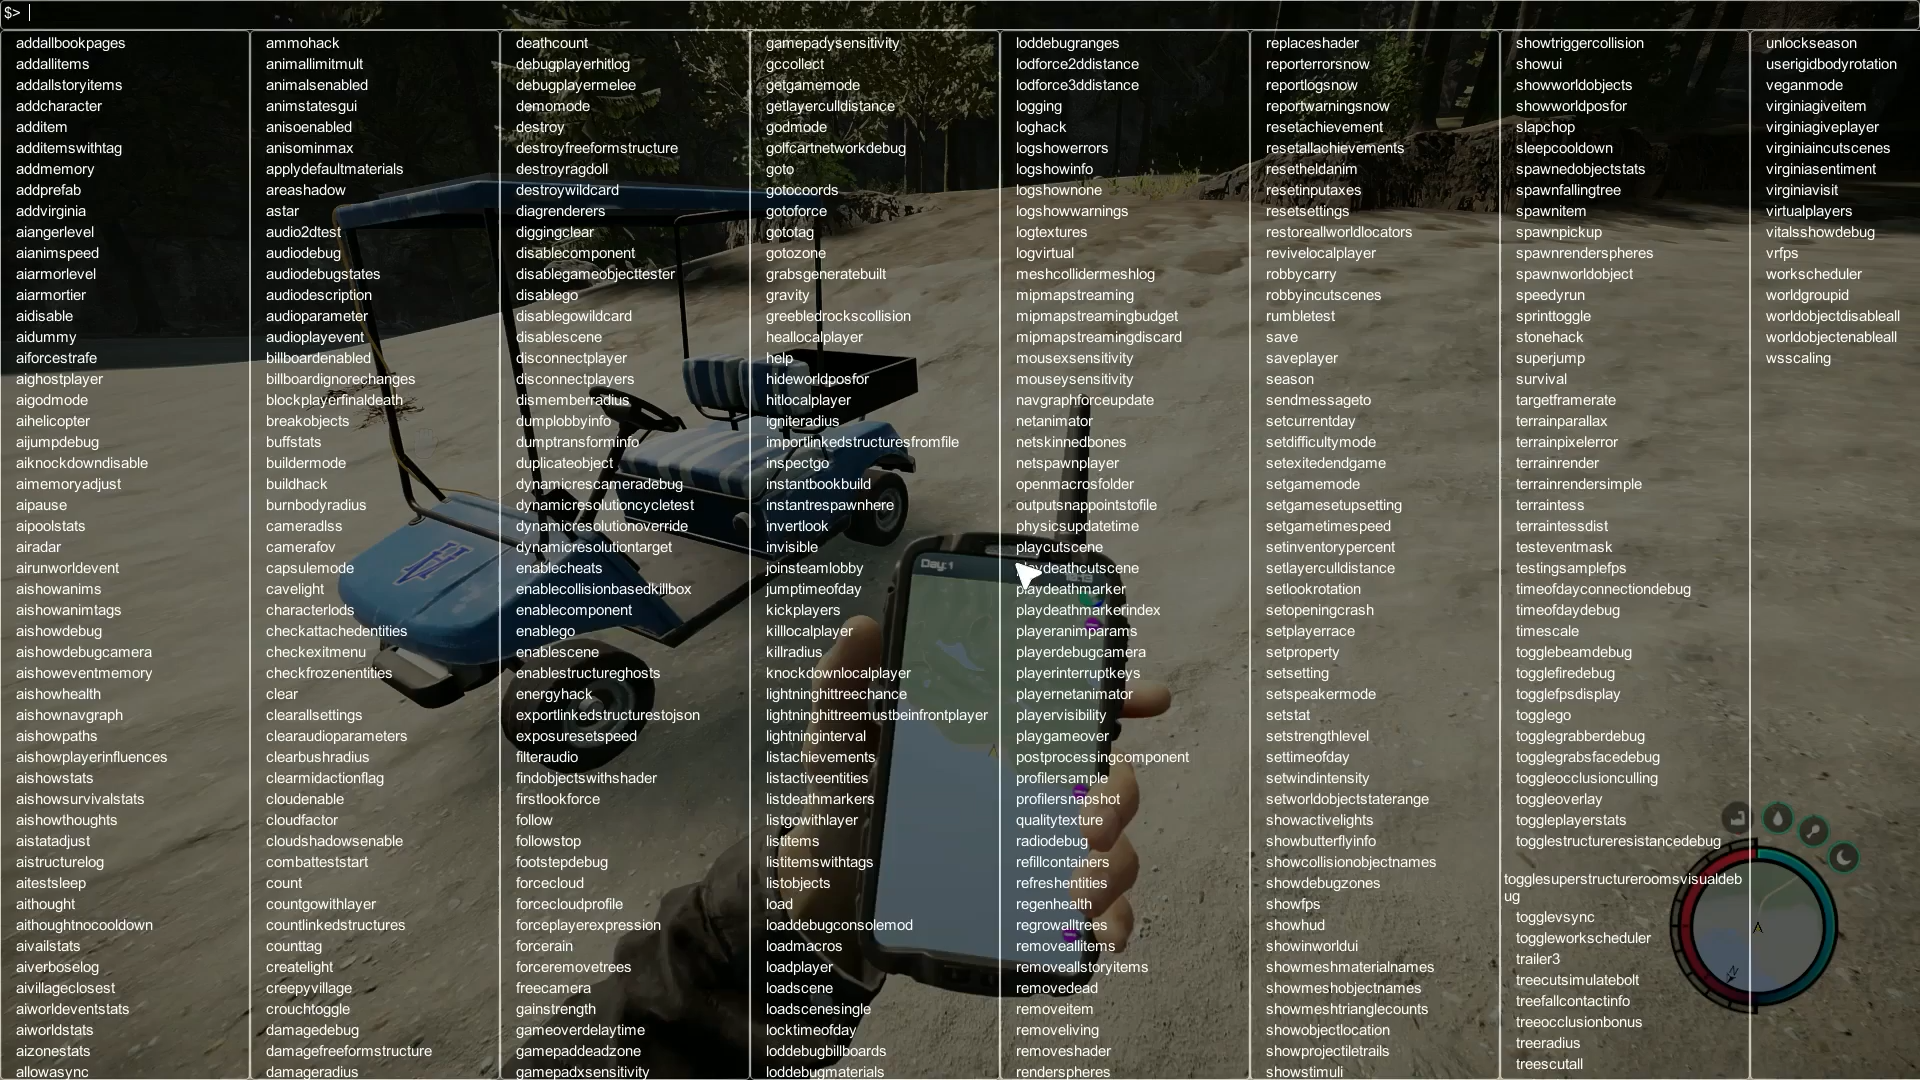 $>
addallbookpages
addallitems
addallstoryitems
addcharacter
additem
additemswithtag
addmemory
addprefab
addvirginia
aiangerlevel
aianimspeed
aiarmorlevel
aiarmortier
aidisable
aidummy
aiforcestrafe
aighostplayer
aigodmode
aihelicopter
aijumpdebug
aiknockdowndisable
aimemoryadjust
aipause
aipoolstats
airadar
airunworldevent
aishowanims
aishowanimtags
aishowdebug
aishowdebugcamera
aishoweventmemory
aishowhealth
aishownavgraph
aishowpaths
aishowplayerinfluences
aishowstats
aishowsurvivalstats
aishowthoughts
aistatadjust
aistructurelog
aitestsleep
aithought
aithoughtnocooldown
aivailstats
aiverboselog
aivillageclosest
aiworldeventstats
aiworldstats
aizonestats
allowasync
ammohack
animallimitmult
animalsenabled
animstatesgui
anisoenabled
anisominmax
applydefaultmaterials
areashadow
astar
audio2dtest
audiodebug
audiodebugstates
audiodescription
audioparameter
audioplayevent
billboardenabled
billboardignorechanges
blockplayerfinaldeath
breakobjects
buffstats
buildermode
buildhack
burnbodyradius
cameradlss
camerafov
capsulemode
cavelight
characterlods
checkattachedentities
checkexitmenu
checkfrozenentities
clear
clearallsettings
clearaudioparameters
clearbushradius
clearmidactionflag
cloudenable
cloudfactor
cloudshadowsenable
combatteststart
count
countgowithlayer
countlinkedstructures
counttag
createlight
creepyvillage
crouchtoggle
damagedebug
damagefreeformstructure
damageradius
deathcount
debugplayerhitlog
debugplayermelee
demomode
destroy
destroyfreeformstructure
destroyragdoll
destroywildcard
diagrenderers
diggingclear
disablecomponent
disablegameobjecttester
disablego
disablegowildcard
disablescene
disconnectplayer
disconnectplayers
dismemberradius
dumplobbyinfo
dumptransforminfo
duplicateobject
dynamicrescameradebug
dynamicresolutioncycletest
dynamicresolutionoverride
dynamicresolutiontarget
enablecheats
enablecollisionbasedkillbox
enablecomponent
enablego
enablescene
enablestructureghosts
energyhack
exportlinkedstructurestojson
exposuresetspeed
filteraudio
findobjectswithshader
firstlookforce
follow
followstop
footstepdebug
forcecloud
forcecloudprofile
forceplayerexpression
forcerain
forceremovetrees
freecamera
gainstrength
gameoverdelaytime
gamepaddeadzone
gamepadxsensitivity
gamepadysensitivity
gccollect
getgamemode
getlayerculldistance
godmode
golfcartnetworkdebug
goto
gotocoords
gotoforce
gototag
gotozone
grabsgeneratebuilt
gravity
greebledrockscollision
heallocalplayer
help
hideworldposfor
hitlocalplayer
igniteradius
importlinkedstructuresfromfile
inspectgo
instantbookbuild
instantrespawnhere
invertlook
invisible
joinsteamlobby
jumptimeofday
kickplayers
killlocalplayer
killradius
knockdownlocalplayer
lightninghittreechance
lightninghittreemustbeinfrontplayer
lightninginterval
listachievements
listactiveentities
listdeathmarkers
listgowithlayer
listitems
listitemswithtags
listobjects
load
loaddebugconsolemod
loadmacros
loadplayer
loadscene
loadscenesingle
locktimeofday
loddebugbillboards
loddebugmaterials
loddebugranges
lodforce2ddistance
lodforce3ddistance
logging
loghack
logshowerrors
logshowinfo
logshownone
logshowwarnings
logtextures
logvirtual
meshcollidermeshlog
mipmapstreaming
mipmapstreamingbudget
mipmapstreamingdiscard
mousexsensitivity
mouseysensitivity
navgraphforceupdate
netanimator
netskinnedbones
netspawnplayer
openmacrosfolder
outputsnappointstofile
physicsupdatetime
playcutscene
playdeathcutscene
playdeathmarker
playdeathmarkerindex
playeranimparams
playerdebugcamera
playerinterruptkeys
playernetanimator
playervisibility
playgameover
postprocessingcomponent
profilersample
profilersnapshot
qualitytexture
radiodebug
refillcontainers
refreshentities
regenhealth
regrowalltrees
removeallitems
removeallstoryitems
removedead
removeitem
removeliving
removeshader
renderspheres
replaceshader
reporterrorsnow
reportlogsnow
reportwarningsnow
resetachievement
resetallachievements
resetheldanim
resetinputaxes
resetsettings
restoreallworldlocators
revivelocalplayer
robbycarry
robbyincutscenes
rumbletest
save
saveplayer
season
sendmessageto
setcurrentday
setdifficultymode
setexitedendgame
setgamemode
setgamesetupsetting
setgametimespeed
setinventorypercent
setlayerculldistance
setlookrotation
setopeningcrash
setplayerrace
setproperty
setsetting
setspeakermode
setstat
setstrengthlevel
settimeofday
setwindintensity
setworldobjectstaterange
showactivelights
showbutterflyinfo
showcollisionobjectnames
showdebugzones
showfps
showhud
showinworldui
showmeshmaterialnames
showmeshobjectnames
showmeshtrianglecounts
showobjectlocation
showprojectiletrails
showstimuli
showtriggercollision
showui
showworldobjects
showworldposfor
slapchop
sleepcooldown
spawnedobjectstats
spawnfallingtree
spawnitem
spawnpickup
spawnrenderspheres
spawnworldobject
speedyrun
sprinttoggle
stonehack
superjump
survival
targetframerate
terrainparallax
terrainpixelerror
terrainrender
terrainrendersimple
terraintess
terraintessdist
testeventmask
testingsamplefps
timeofdayconnectiondebug
timeofdaydebug
timescale
togglebeamdebug
togglefiredebug
togglefpsdisplay
togglego
togglegrabberdebug
togglegrabsfacedebug
toggleocclusionculling
toggleoverlay
toggleplayerstats
togglestructureresistancedebug
togglesuperstructureroomsvisualdeb
ug
togglevsync
toggleworkscheduler
trailer3
treecutsimulatebolt
treefallcontactinfo
treeocclusionbonus
treeradius
treescutall
unlockseason
userigidbodyrotation
veganmode
virginiagiveitem
virginiagiveplayer
virginiaincutscenes
virginiasentiment
virginiavisit
virtualplayers
vitalsshowdebug
vrfps
workscheduler
worldgroupid
worldobjectdisableall
worldobjectenableall
wsscaling
Day:1
N